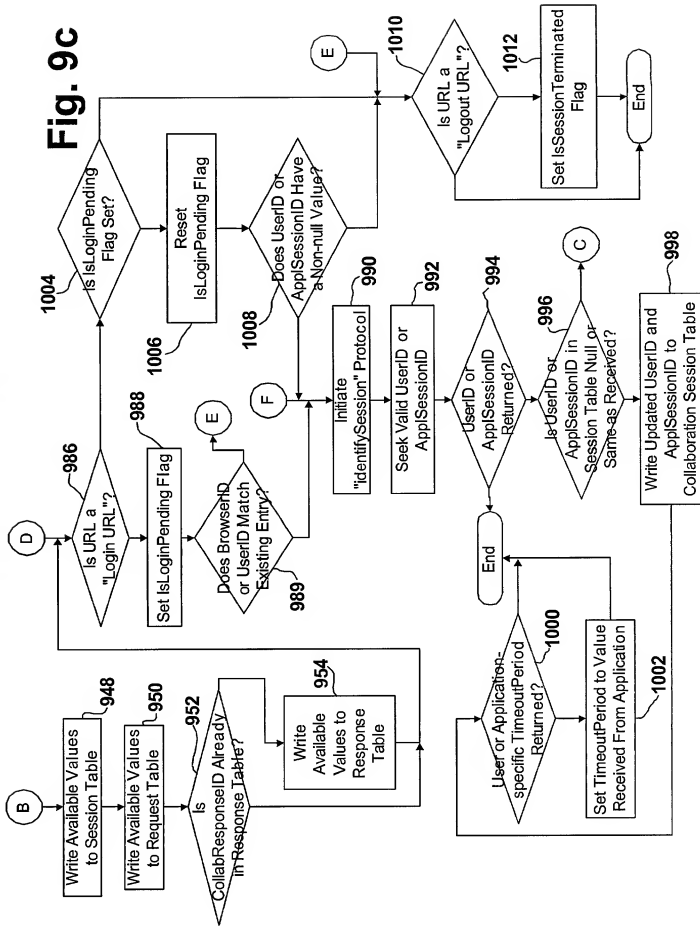 Fig. 9c
B
Write Available Values
to Session Table
948
Write Available Values
to Request Table
950
Is
CollabResponseID Already
in Response Table?
952
Write
Available
Values to
Response
Table
954
D
Is URL a
"Login URL"?
986
Set IsLoginPending Flag
988
Does BrowserID
or UserID Match
Existing Entry?
989
E
Is IsLoginPending
Flag Set?
1004
Reset
IsLoginPending Flag
1006
Does UserID or
ApplSessionID Have
a Non-null Value?
1008
F
Initiate
"identifySession" Protocol
990
Seek Valid UserID or
ApplSessionID
992
UserID or
ApplSessionID
Returned?
994
End
Is UserID or
ApplSessionID in
Session Table Null or
Same as Received?
996
C
Write Updated UserID and
ApplSessionID to
Collaboration Session Table
998
User or Application-
specific TimeoutPeriod
Returned?
1000
Set TimeoutPeriod to Value
Received From Application
1002
E
Is URL a
"Logout URL"?
1010
Set IsSessionTerminated
Flag
1012
End